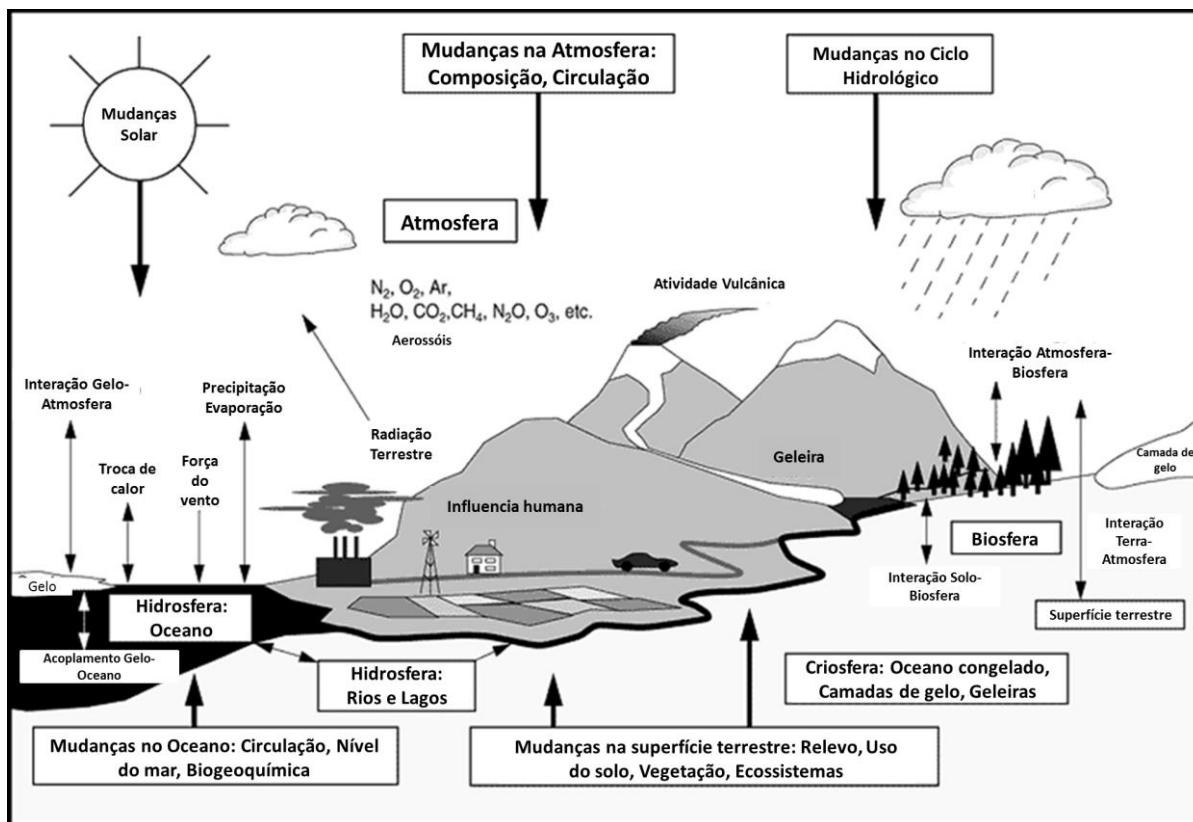 Mudanças na Atmosfera:
Composição, Circulação
Mudanças no Ciclo
Hidrológico
Mudanças
Solar
Atmosfera
N2, O2, Ar,
H2O, CO2,CH4, N2O, O3, etc.
Aerossóis
Atividade Vulcânica
Interação Gelo-
Atmosfera
Precipitação
Evaporação
Interação Atmosfera-
Biosfera
Troca de
calor
Força
do
vento
Radiação
Terrestre
Geleira
Camada de
gelo
Influencia humana
Biosfera
Interação
Terra-
Atmosfera
Gelo
Interação Solo-
Biosfera
Hidrosfera:
Oceano
Superfície terrestre
Acoplamento Gelo-
Oceano
Hidrosfera:
Rios e Lagos
Criosfera: Oceano congelado,
Camadas de gelo, Geleiras
Mudanças no Oceano: Circulação, Nível
do mar, Biogeoquímica
Mudanças na superfície terrestre: Relevo, Uso
do solo, Vegetação, Ecossistemas